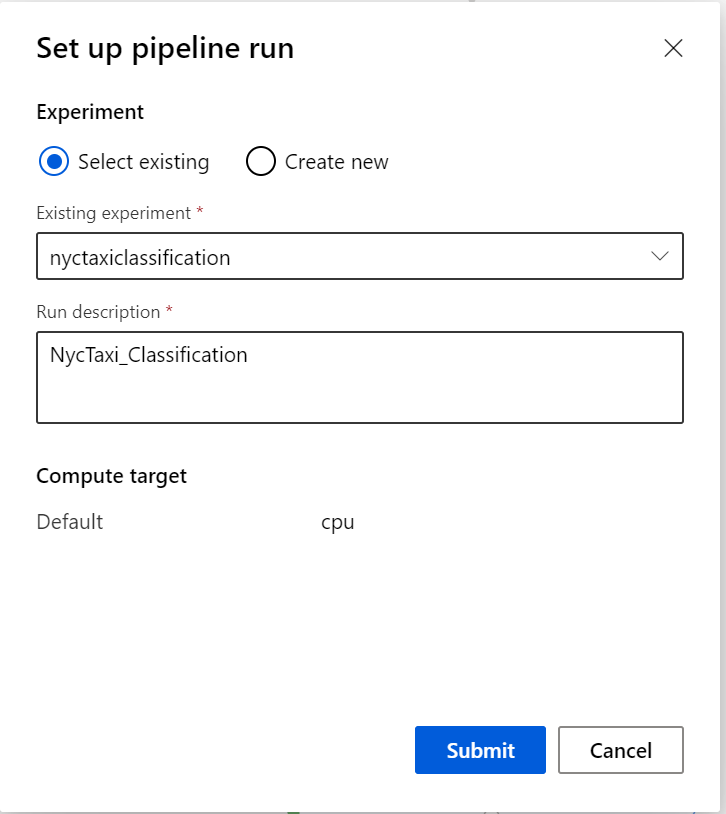 Set up pipeline run
Experiment
Select existing Create new
Existing experiment *
nyctaxiclassification
Run description *
NycTaxi_Classification
Compute target
Default cpu
Submit Cancel